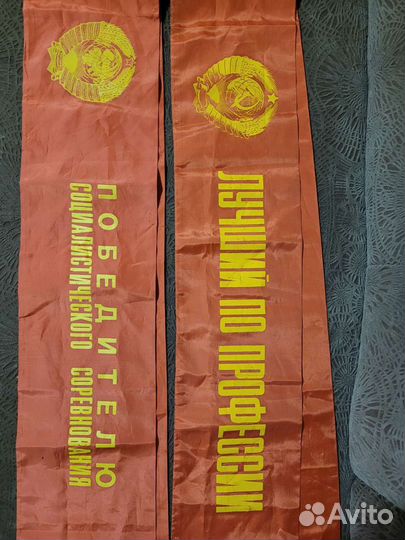 ПОБЕДИТЕЛЮ
СОЦИАЛИСТИЧЕСКОГО СОРЕВНОВАНИЯ
ЛУЧШИЙ ПО ПРОФЕССИИ
Avito